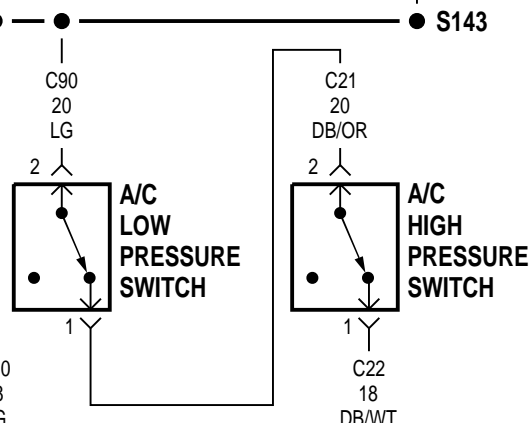 S143
C90
20
LG
C21
20
DB/OR
2
2
A/C
LOW
PRESSURE
SWITCH
A/C
HIGH
PRESSURE
SWITCH
1
1
C22
18
DB/WT